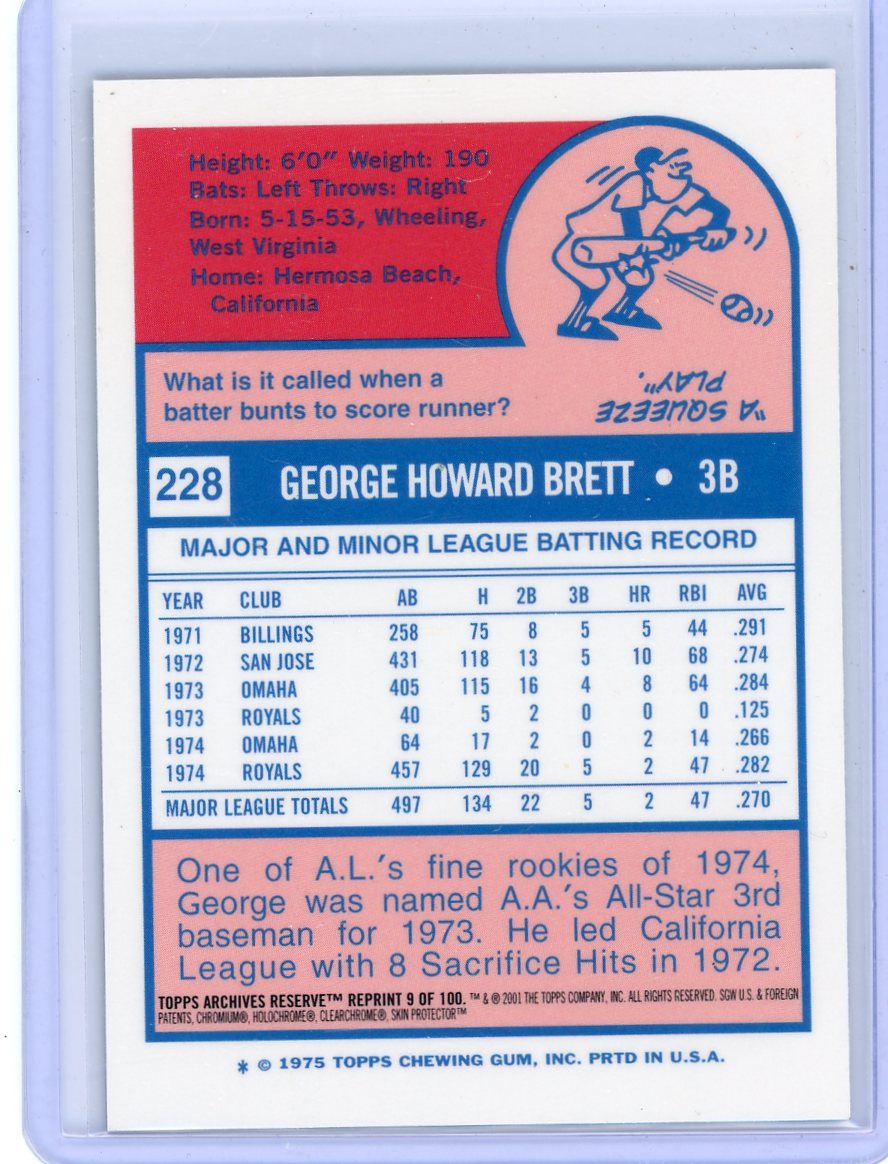 Height: 6'0" Weight: 190
Bats: Left Throws: Right
Born: 5-15-53, Wheeling,
West Virginia
Home: Hermosa Beach,
California
What is it called when a
batter bunts to score runner?
"A SQUEEZE
PLAY".
228 GEORGE HOWARD BRETT • 3B
MAJOR AND MINOR LEAGUE BATTING RECORD
YEAR CLUB AB H 2B 3B HR RBI AVG
1971 BILLINGS 258 75 8 5 5 44 .291
1972 SAN JOSE 431 118 13 5 10 68 .274
1973 OMAHA 405 115 16 4 8 64 .284
1973 ROYALS 40 5 2 0 0 0 .125
1974 OMAHA 64 17 2 0 2 14 .266
1974 ROYALS 457 129 20 5 2 47 .282
MAJOR LEAGUE TOTALS 497 134 22 5 2 47 .270
One of A.L.'s fine rookies of 1974,
George was named A.A.'s All-Star 3rd
baseman for 1973. He led California
League with 8 Sacrifice Hits in 1972.
TOPPS ARCHIVES RESERVE™ REPRINT 9 OF 100. ™ & ® 2001 THE TOPPS COMPANY, INC. ALL RIGHTS RESERVED. SGW U.S. & FOREIGN
PATENTS, CHROMIUM®, HOLOCHROME®, CLEARCHROME®, SKIN PROTECTOR™
* © 1975 TOPPS CHEWING GUM, INC. PRTD IN U.S.A.